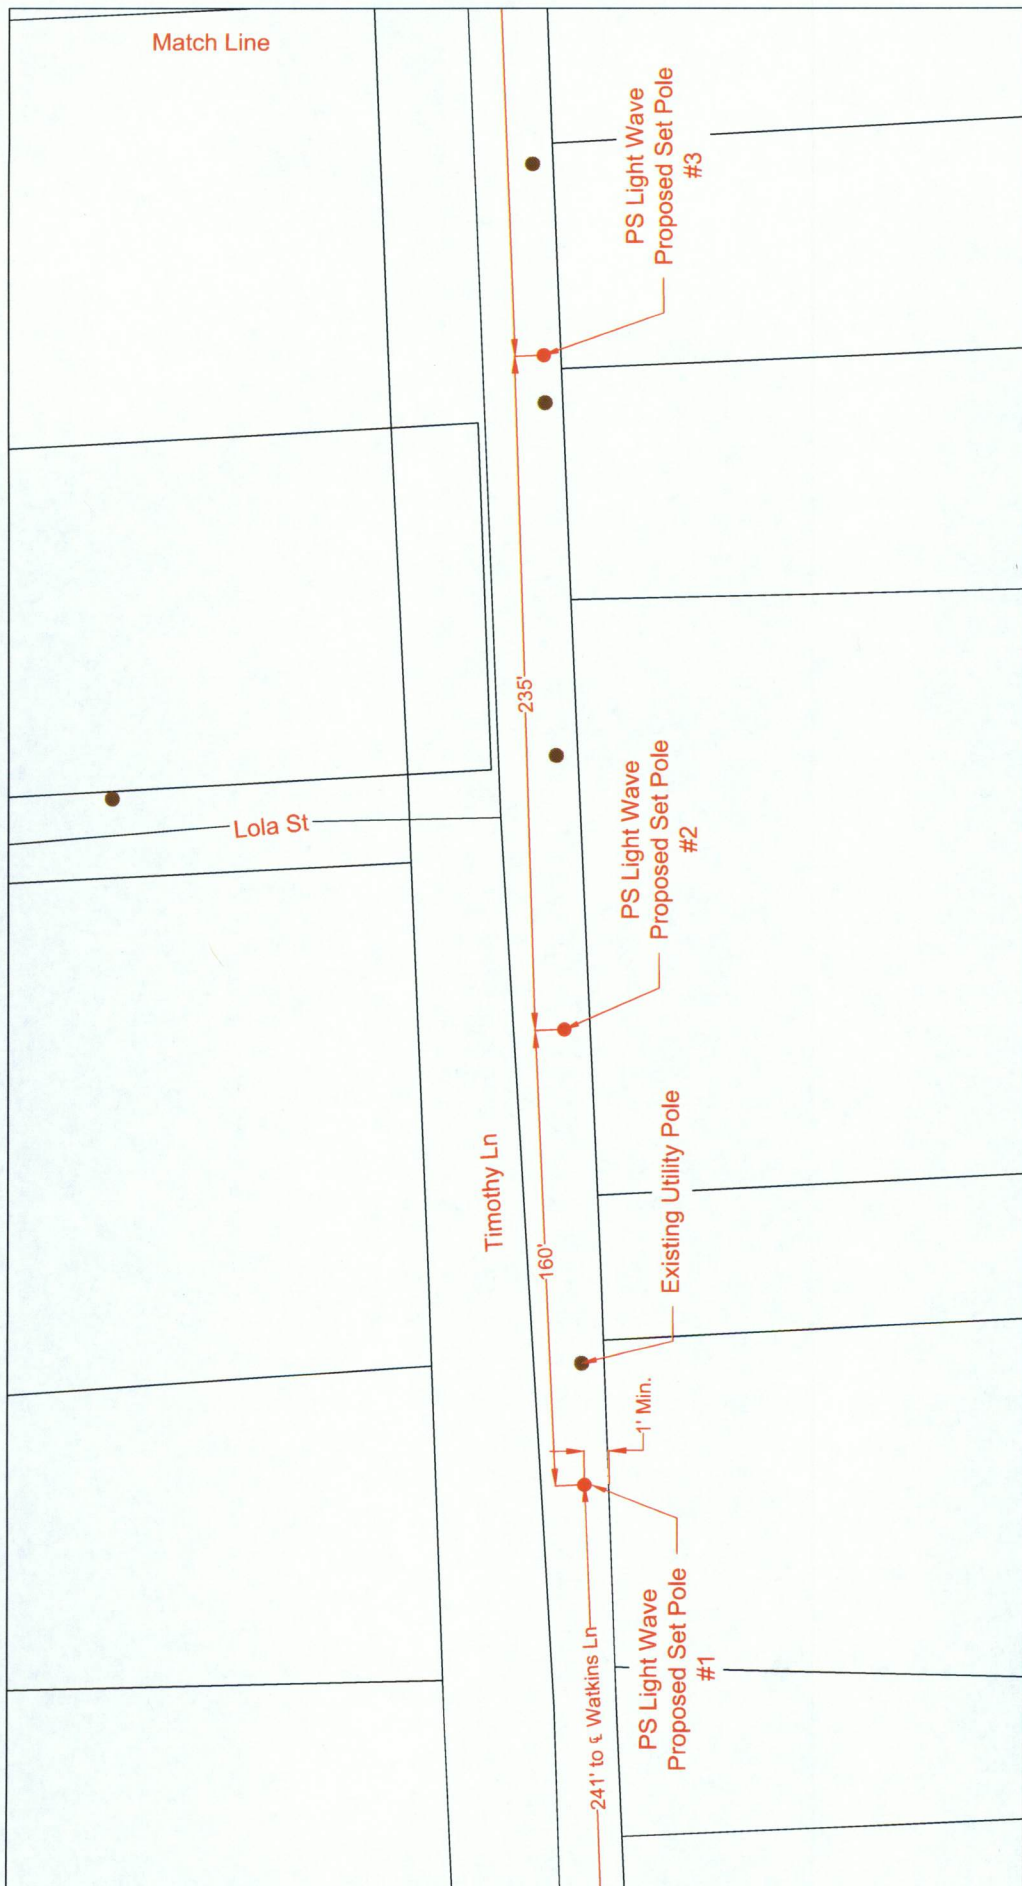 Match Line
PS Light Wave
Proposed Set Pole
#3
235'
Lola St
PS Light Wave
Proposed Set Pole
#2
Timothy Ln
160'
Existing Utility Pole
1' Min.
PS Light Wave
Proposed Set Pole
#1
241' to ℄ Watkins Ln